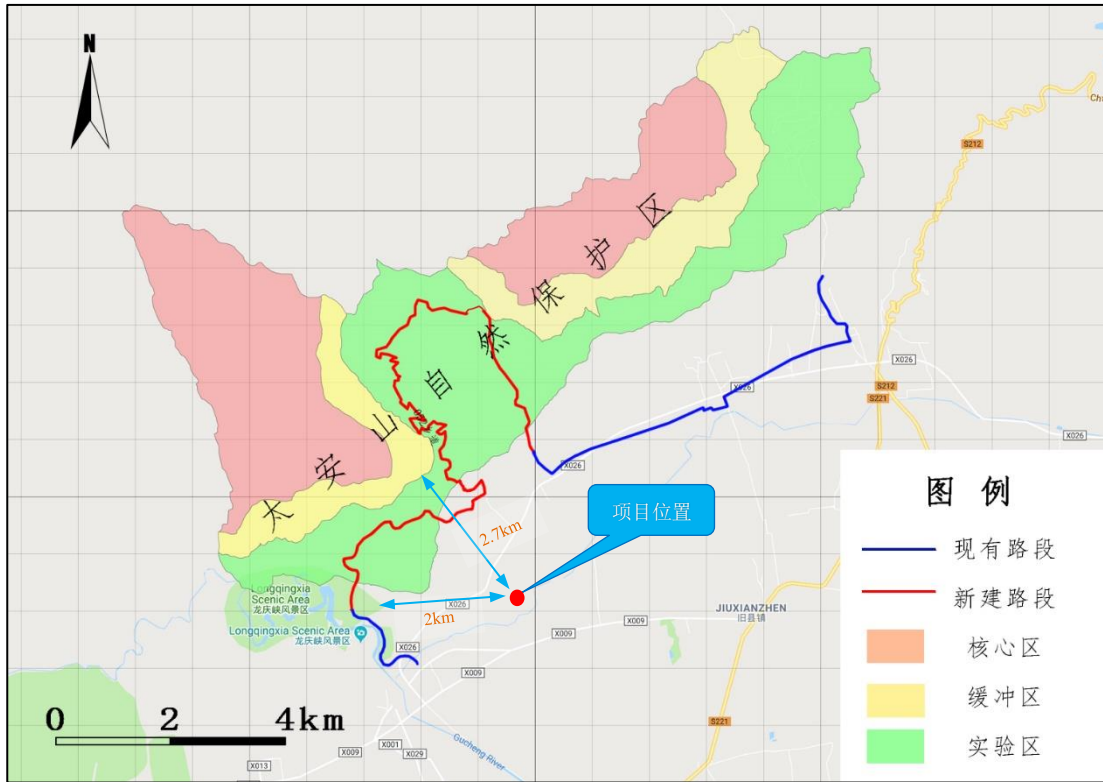 N
S212
Ch
太安山自然保护区
X026
X026
S212
S221
X026
X026
图 例
项目位置
2.7km
现有路段
新建路段
Longqingxia
Scenic Area
龙庆峡风景区
X026
2km
JIUXIANZHEN
旧县镇
Longqingxia Scenic Area
龙庆峡风景区
X009
X026
X009
核心区
缓冲区
0 2 4km
S221
Gucheng River
X009
X001
X029
X013
实验区